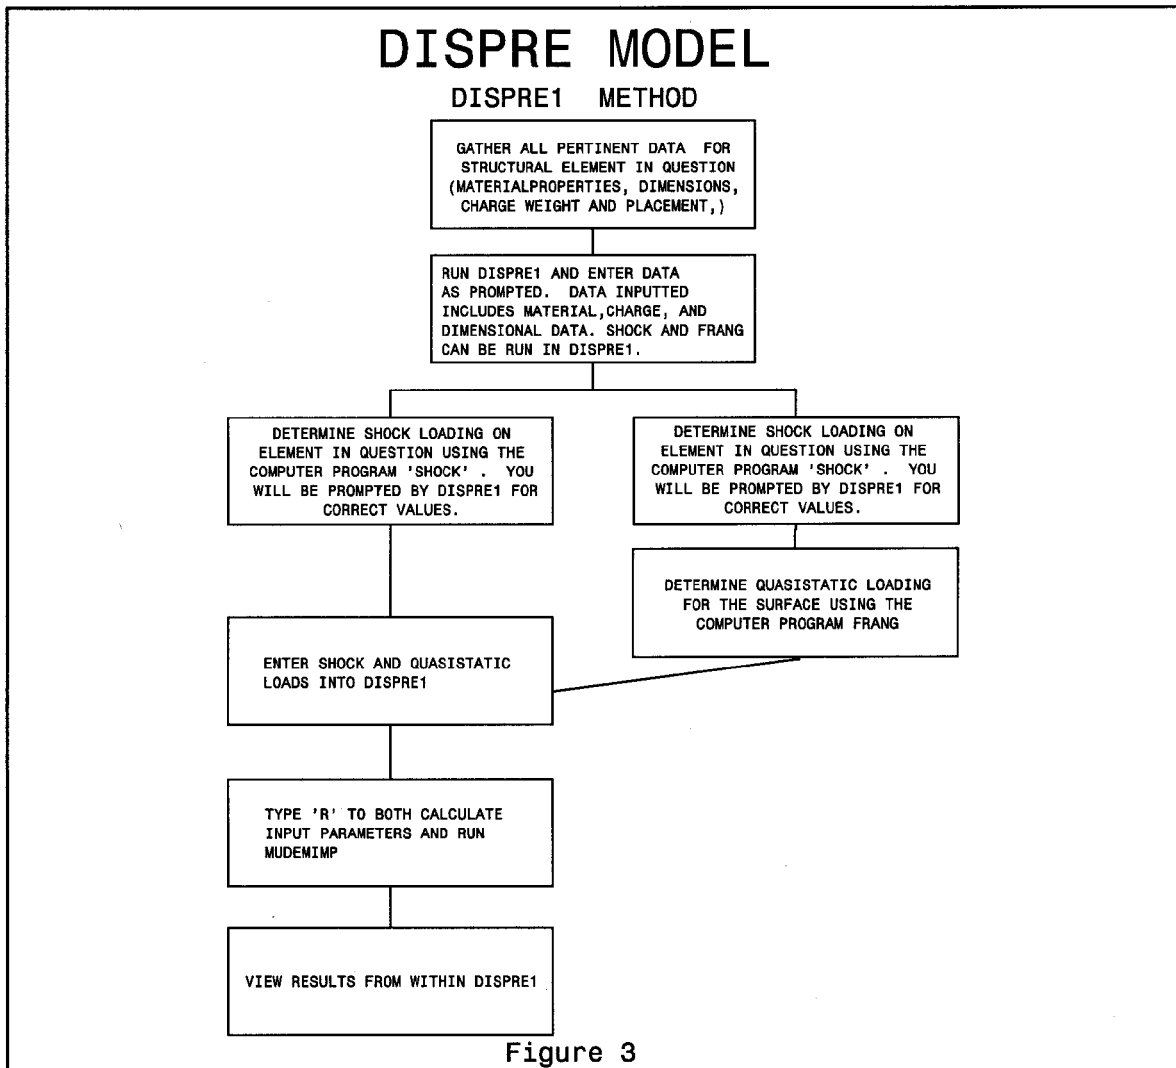 DISPRE MODEL
DISPRE1 METHOD
GATHER ALL PERTINENT DATA FOR
STRUCTURAL ELEMENT IN QUESTION
(MATERIALPROPERTIES, DIMENSIONS,
CHARGE WEIGHT AND PLACEMENT,)
RUN DISPRE1 AND ENTER DATA
AS PROMPTED. DATA INPUTTED
INCLUDES MATERIAL,CHARGE, AND
DIMENSIONAL DATA. SHOCK AND FRANG
CAN BE RUN IN DISPRE1.
DETERMINE SHOCK LOADING ON
ELEMENT IN QUESTION USING THE
COMPUTER PROGRAM 'SHOCK' . YOU
WILL BE PROMPTED BY DISPRE1 FOR
CORRECT VALUES.
DETERMINE SHOCK LOADING ON
ELEMENT IN QUESTION USING THE
COMPUTER PROGRAM 'SHOCK' . YOU
WILL BE PROMPTED BY DISPRE1 FOR
CORRECT VALUES.
DETERMINE QUASISTATIC LOADING
FOR THE SURFACE USING THE
COMPUTER PROGRAM FRANG
ENTER SHOCK AND QUASISTATIC
LOADS INTO DISPRE1
TYPE 'R' TO BOTH CALCULATE
INPUT PARAMETERS AND RUN
MUDEMIMP
VIEW RESULTS FROM WITHIN DISPRE1
Figure 3